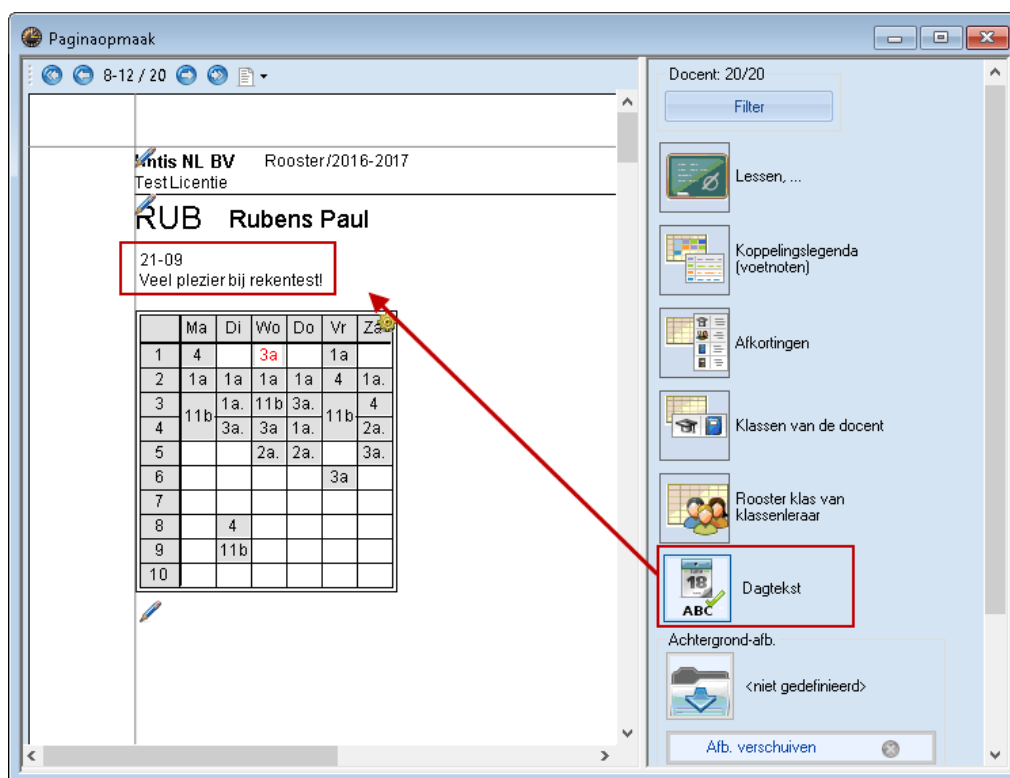 Paginaopmaak
8-12 / 20
Untis NL BV Rooster/2016-2017
TestLicentie
RUB Rubens Paul
21-09
Veel plezier bij rekentest!
Ma Di Wo Do Vr Za
1 4 3a 1a
2 1a 1a 1a 1a 4 1a.
3 11b 1a. 11b 3a. 11b 4
4 3a. 3a 1a. 2a.
5 2a. 2a. 3a.
6 3a
7
8 4
9 11b
10
Docent: 20/20
Filter
Lessen, ...
Koppelingslegenda
(voetnoten)
Afkortingen
Klassen van de docent
Rooster klas van
klassenleraar
18
ABC
Dagtekst
Achtergrond-afb.
<niet gedefinieerd>
Afb. verschuiven